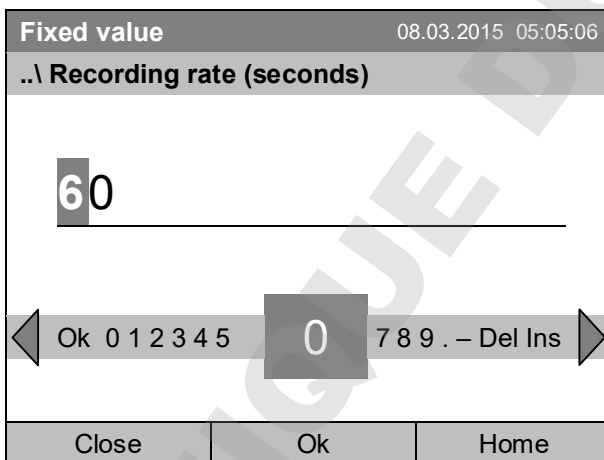 Fixed value 08.03.2015 05:05:06
..\ Recording rate (seconds)
60
Ok 0 1 2 3 4 5 0 7 8 9 . – Del Ins
Close Ok Home